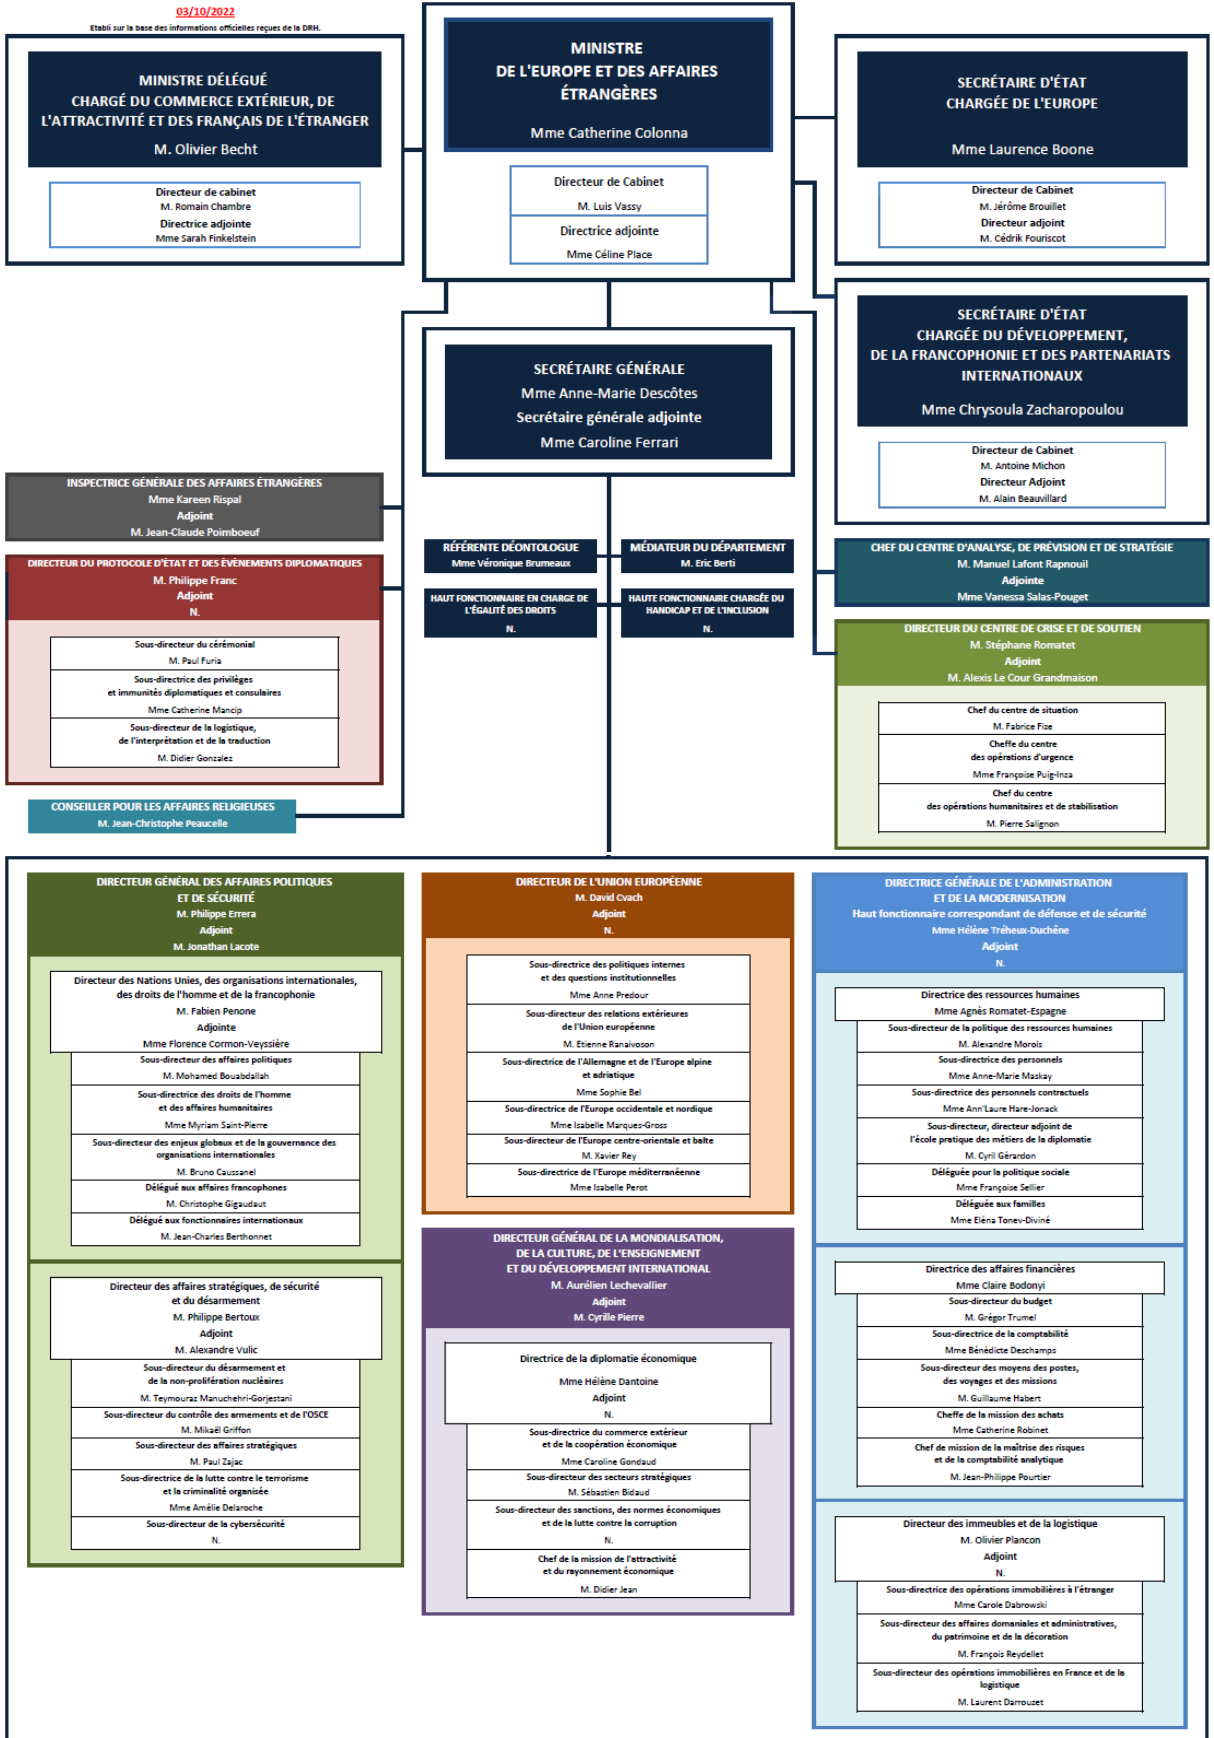 03/10/2022
Etabli sur la base des informations officielles reçues de la DRH.
MINISTRE DÉLÉGUÉ
CHARGÉ DU COMMERCE EXTÉRIEUR, DE
L'ATTRACTIVITÉ ET DES FRANÇAIS DE L'ÉTRANGER
M. Olivier Becht
Directeur de cabinet
M. Romain Chambre
Directrice adjointe
Mme Sarah Finkelstein
MINISTRE
DE L'EUROPE ET DES AFFAIRES
ÉTRANGÈRES
Mme Catherine Colonna
Directeur de Cabinet
M. Luis Vassy
Directrice adjointe
Mme Céline Place
SECRÉTAIRE D'ÉTAT
CHARGÉE DE L'EUROPE
Mme Laurence Boone
Directeur de Cabinet
M. Jérôme Brouillet
Directeur adjoint
M. Cédrik Fouriscot
SECRÉTAIRE D'ÉTAT
CHARGÉE DU DÉVELOPPEMENT,
DE LA FRANCOPHONIE ET DES PARTENARIATS
INTERNATIONAUX
Mme Chrysoula Zacharopoulou
Directeur de Cabinet
M. Antoine Michon
Directeur Adjoint
M. Alain Beauvillard
SECRÉTAIRE GÉNÉRALE
Mme Anne-Marie Descôtes
Secrétaire générale adjointe
Mme Caroline Ferrari
INSPECTRICE GÉNÉRALE DES AFFAIRES ÉTRANGÈRES
Mme Kareen Rispal
Adjoint
M. Jean-Claude Poimboeuf
DIRECTEUR DU PROTOCOLE D'ÉTAT ET DES ÉVÈNEMENTS DIPLOMATIQUES
M. Philippe Franc
Adjoint
N.
Sous-directeur du cérémonial
M. Paul Furia
Sous-directrice des privilèges
et immunités diplomatiques et consulaires
Mme Catherine Mancip
Sous-directeur de la logistique,
de l'interprétation et de la traduction
M. Didier Gonzalez
CONSEILLER POUR LES AFFAIRES RELIGIEUSES
M. Jean-Christophe Peaucelle
RÉFÉRENTE DÉONTOLOGUE
Mme Véronique Brumeaux
MÉDIATEUR DU DÉPARTEMENT
M. Eric Berti
HAUT FONCTIONNAIRE EN CHARGE DE
L'ÉGALITÉ DES DROITS
N.
HAUTE FONCTIONNAIRE CHARGÉE DU
HANDICAP ET DE L'INCLUSION
N.
CHEF DU CENTRE D'ANALYSE, DE PRÉVISION ET DE STRATÉGIE
M. Manuel Lafont Rapnouil
Adjointe
Mme Vanessa Salas-Pouget
DIRECTEUR DU CENTRE DE CRISE ET DE SOUTIEN
M. Stéphane Romatet
Adjoint
M. Alexis Le Cour Grandmaison
Chef du centre de situation
M. Fabrice Fize
Cheffe du centre
des opérations d'urgence
Mme Françoise Puig-Inza
Chef du centre
des opérations humanitaires et de stabilisation
M. Pierre Salignon
DIRECTEUR GÉNÉRAL DES AFFAIRES POLITIQUES
ET DE SÉCURITÉ
M. Philippe Errera
Adjoint
M. Jonathan Lacote
Directeur des Nations Unies, des organisations internationales,
des droits de l'homme et de la francophonie
M. Fabien Penone
Adjointe
Mme Florence Cormon-Veyssière
Sous-directeur des affaires politiques
M. Mohamed Bouabdallah
Sous-directrice des droits de l'homme
et des affaires humanitaires
Mme Myriam Saint-Pierre
Sous-directeur des enjeux globaux et de la gouvernance des
organisations internationales
M. Bruno Caussanel
Délégué aux affaires francophones
M. Christophe Gigaudaut
Délégué aux fonctionnaires internationaux
M. Jean-Charles Berthonnet
Directeur des affaires stratégiques, de sécurité
et du désarmement
M. Philippe Bertoux
Adjoint
M. Alexandre Vulic
Sous-directeur du désarmement et
de la non-prolifération nucléaires
M. Teymouraz Manuchehri-Gorjestani
Sous-directeur du contrôle des armements et de l'OSCE
M. Mikaël Griffon
Sous-directeur des affaires stratégiques
M. Paul Zajac
Sous-directrice de la lutte contre le terrorisme
et la criminalité organisée
Mme Amélie Delaroche
Sous-directeur de la cybersécurité
N.
DIRECTEUR DE L'UNION EUROPÉENNE
M. David Cvach
Adjoint
N.
Sous-directrice des politiques internes
et des questions institutionnelles
Mme Anne Predour
Sous-directeur des relations extérieures
de l'Union européenne
M. Etienne Ranaivoson
Sous-directrice de l'Allemagne et de l'Europe alpine
et adriatique
Mme Sophie Bel
Sous-directrice de l'Europe occidentale et nordique
Mme Isabelle Marques-Gross
Sous-directeur de l'Europe centre-orientale et balte
M. Xavier Rey
Sous-directrice de l'Europe méditerranéenne
Mme Isabelle Perot
DIRECTEUR GÉNÉRAL DE LA MONDIALISATION,
DE LA CULTURE, DE L'ENSEIGNEMENT
ET DU DÉVELOPPEMENT INTERNATIONAL
M. Aurélien Lechevallier
Adjoint
M. Cyrille Pierre
Directrice de la diplomatie économique
Mme Hélène Dantoine
Adjoint
N.
Sous-directrice du commerce extérieur
et de la coopération économique
Mme Caroline Gondaud
Sous-directeur des secteurs stratégiques
M. Sébastien Bidaud
Sous-directeur des sanctions, des normes économiques
et de la lutte contre la corruption
N.
Chef de la mission de l'attractivité
et du rayonnement économique
M. Didier Jean
DIRECTRICE GÉNÉRALE DE L'ADMINISTRATION
ET DE LA MODERNISATION
Haut fonctionnaire correspondant de défense et de sécurité
Mme Hélène Tréheux-Duchêne
Adjoint
N.
Directrice des ressources humaines
Mme Agnès Romatet-Espagne
Sous-directeur de la politique des ressources humaines
M. Alexandre Morois
Sous-directrice des personnels
Mme Anne-Marie Maskay
Sous-directrice des personnels contractuels
Mme Ann'Laure Hare-Jonack
Sous-directeur, directeur adjoint de
l'école pratique des métiers de la diplomatie
M. Cyril Gérardon
Déléguée pour la politique sociale
Mme Françoise Sellier
Déléguée aux familles
Mme Eléna Tonev-Diviné
Directrice des affaires financières
Mme Claire Bodonyi
Sous-directeur du budget
M. Grégor Trumel
Sous-directrice de la comptabilité
Mme Bénédicte Deschamps
Sous-directeur des moyens des postes,
des voyages et des missions
M. Guillaume Habert
Cheffe de la mission des achats
Mme Catherine Robinet
Chef de mission de la maîtrise des risques
et de la comptabilité analytique
M. Jean-Philippe Pourtier
Directeur des immeubles et de la logistique
M. Olivier Plancon
Adjoint
N.
Sous-directrice des opérations immobilières à l'étranger
Mme Carole Dabrowski
Sous-directeur des affaires domaniales et administratives,
du patrimoine et de la décoration
M. François Reydellet
Sous-directeur des opérations immobilières en France et de la
logistique
M. Laurent Darrouzet